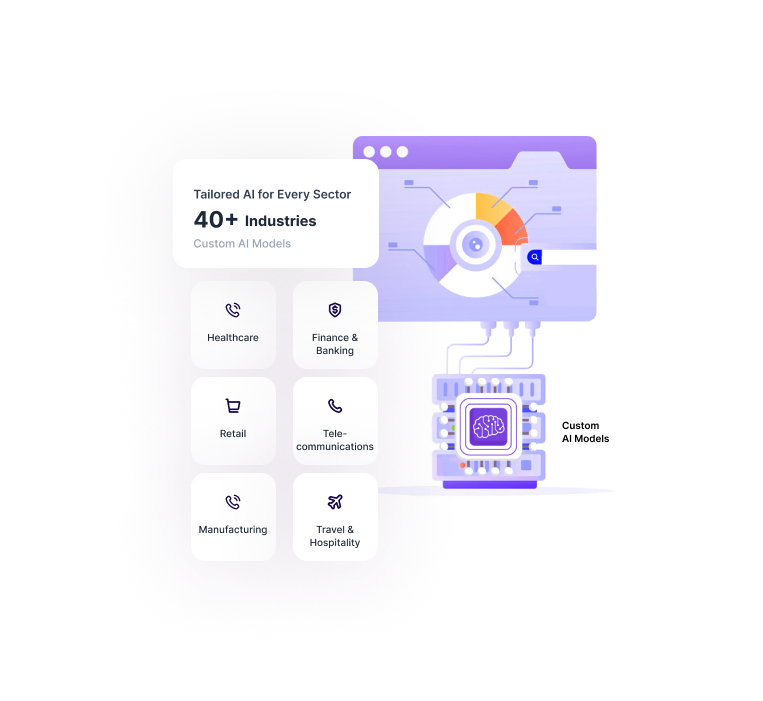 Tailored AI for Every Sector
40+ Industries
Custom AI Models
Healthcare
Finance &
Banking
Retail
Tele-
communications
Manufacturing
Travel &
Hospitality
Custom
AI Models